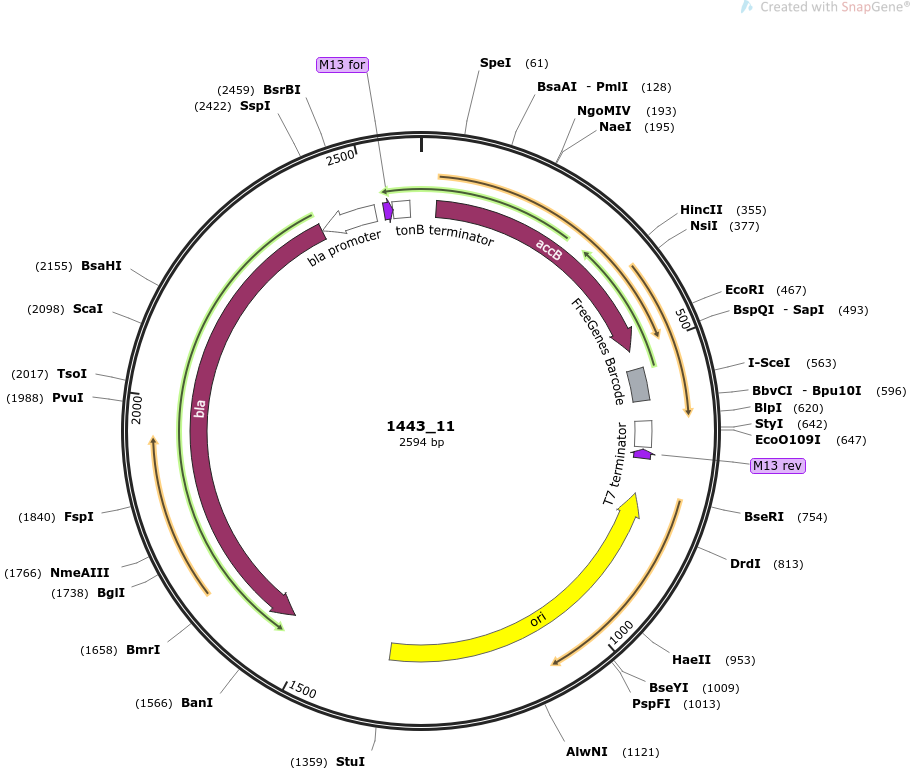 Created with SnapGene®
M13 for
SpeI (61)
BsaAI - PmlI (128)
NgoMIV (193)
NaeI (195)
HincII (355)
NsiI (377)
EcoRI (467)
BspQI - SapI (493)
I-SceI (563)
BbvCI - Bpu10I (596)
BlpI (620)
StyI (642)
EcoO109I (647)
M13 rev
BseRI (754)
DrdI (813)
HaeII (953)
BseYI (1009)
PspFI (1013)
AlwNI (1121)
(1359) StuI
(1566) BanI
(1658) BmrI
(1738) BglI
(1766) NmeAIII
(1840) FspI
(1988) PvuI
(2017) TsoI
(2098) ScaI
(2155) BsaHI
(2422) SspI
(2459) BsrBI
500
1000
1500
2000
2500
bla promoter
tonB terminator
accB
FreeGenes Barcode
T7 terminator
ori
bla
1443_11
2594 bp